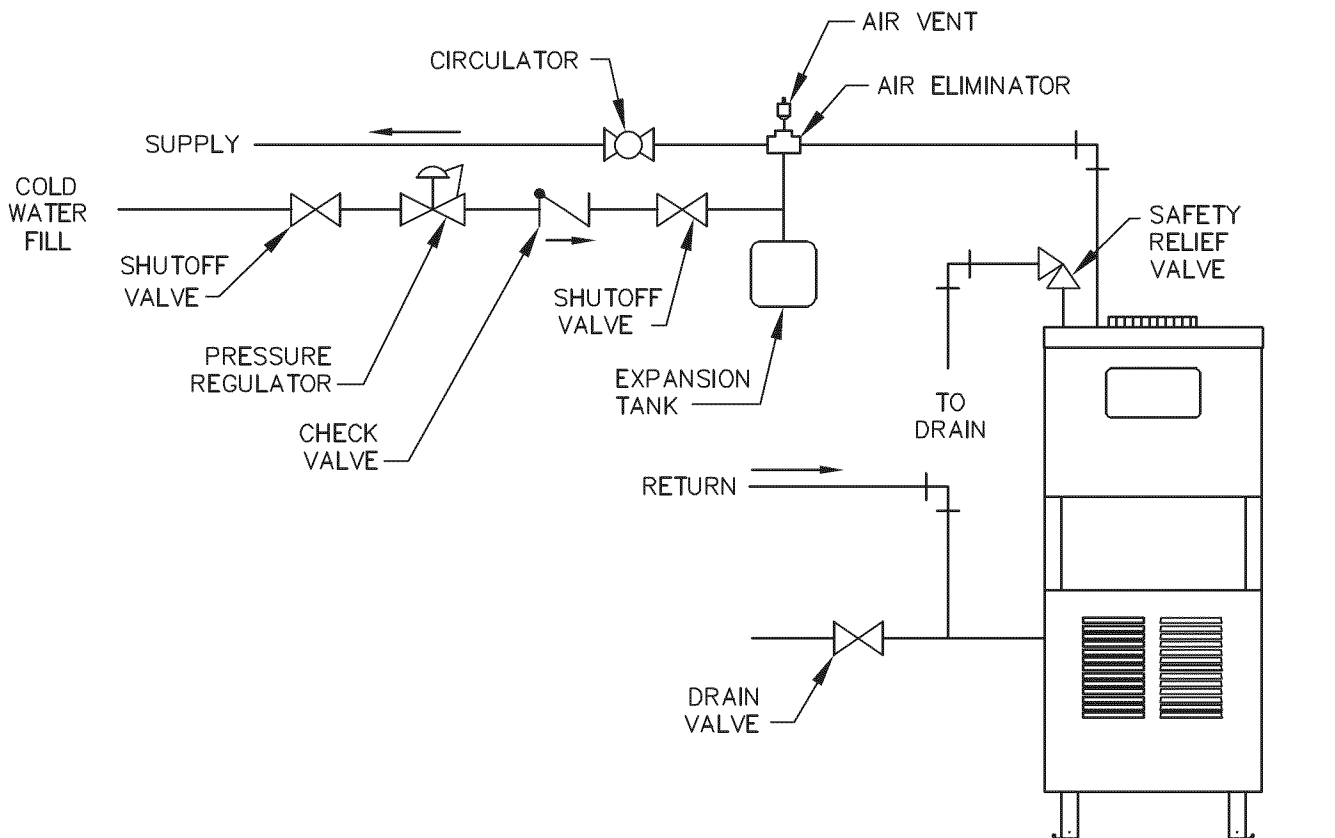 AIR VENT
CIRCULATOR
AIR ELIMINATOR
SUPPLY
COLD
WATER
FILL
SAFETY
RELIEF
VALVE
SHUTOFF
VALVE
SHUTOFF
VALVE
PRESSURE
REGULATOR
EXPANSION
TANK
TO
DRAIN
CHECK
VALVE
RETURN
DRAIN
VALVE